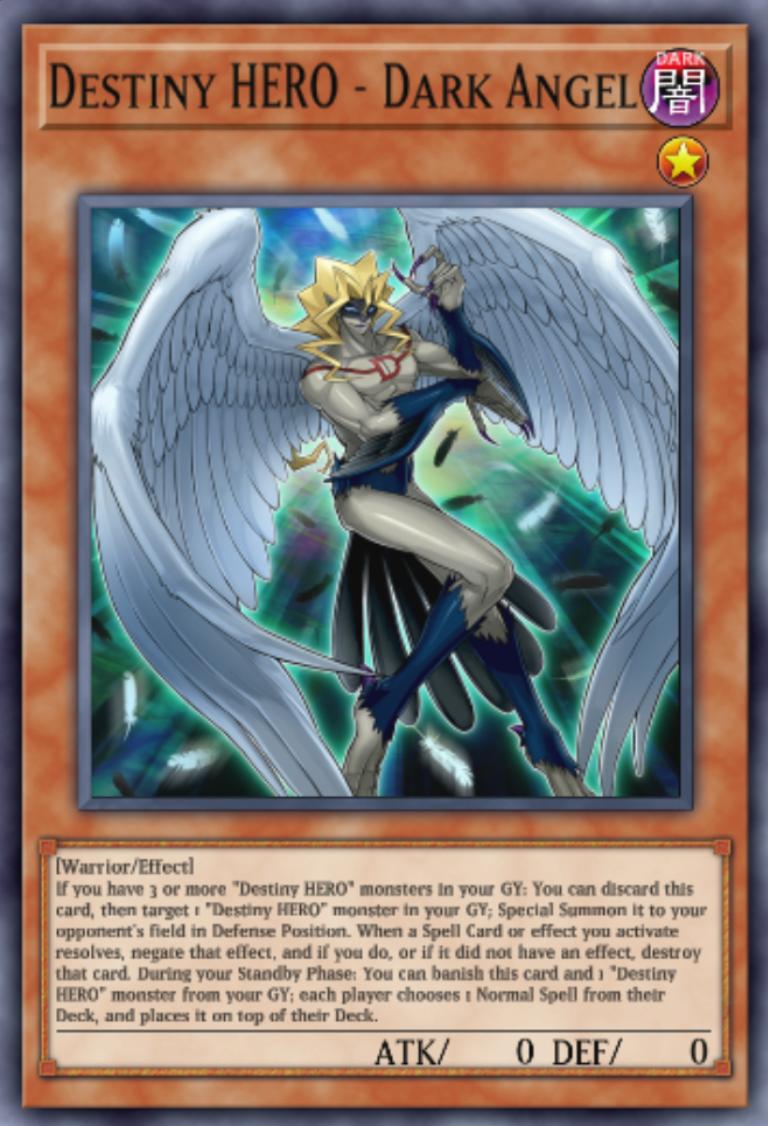 DESTINY HERO - DARK ANGEL
DARK
闇
D
[Warrior/Effect]
If you have 3 or more "Destiny HERO" monsters in your GY: You can discard this
card, then target 1 "Destiny HERO" monster in your GY; Special Summon it to your
opponent's field in Defense Position. When a Spell Card or effect you activate
resolves, negate that effect, and if you do, or if it did not have an effect, destroy
that card. During your Standby Phase: You can banish this card and 1 "Destiny
HERO" monster from your GY; each player chooses 1 Normal Spell from their
Deck, and places it on top of their Deck.
ATK/ 0 DEF/ 0